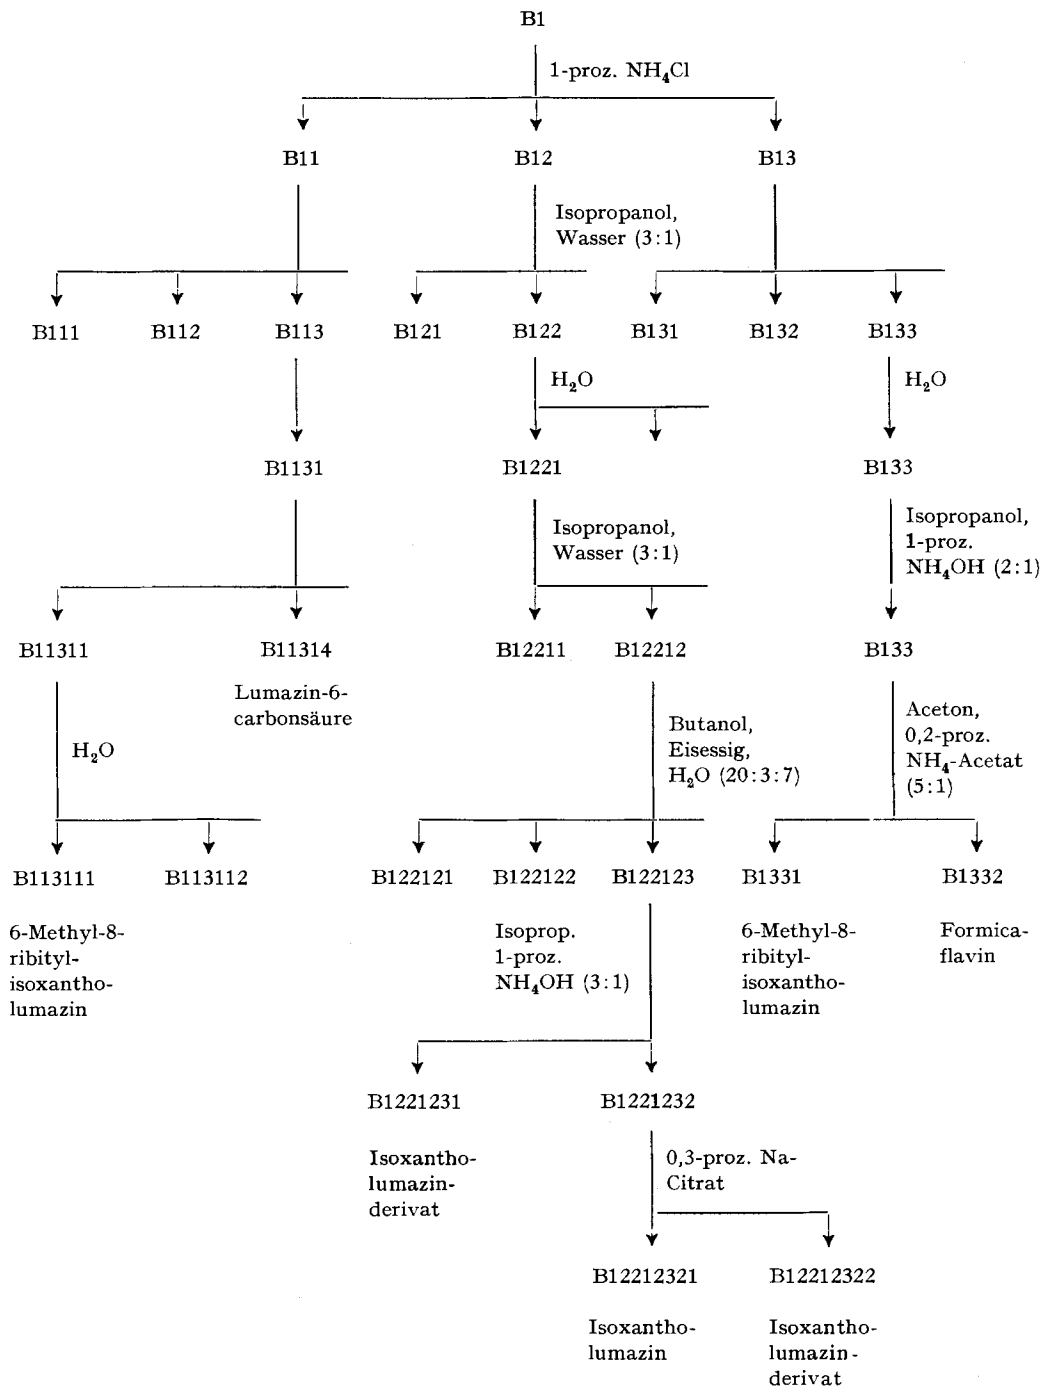 B1
1-proz. NH₄Cl
B11 B12 B13
Isopropanol,
Wasser (3:1)
B111 B112 B113 B121 B122 B131 B132 B133
H₂O H₂O
B1131 B1221 B133
Isopropanol,
Wasser (3:1)
Isopropanol,
1-proz.
NH₄OH (2:1)
B11311 B11314 B12211 B12212 B133
Lumazin-6-
carbonsäure
H₂O
Butanol,
Eisessig,
H₂O (20:3:7)
Aceton,
0,2-proz.
NH₄-Acetat
(5:1)
B113111 B113112 B122121 B122122 B122123 B1331 B1332
6-Methyl-8-
ribityl-
isoxantho-
lumazin
Isoprop.
1-proz.
NH₄OH (3:1)
6-Methyl-8-
ribityl-
isoxantho-
lumazin
Formica-
flavin
B1221231 B1221232
Isoxantho-
lumazin-
derivat
0,3-proz. Na-
Citrat
B12212321 B12212322
Isoxantho-
lumazin
Isoxantho-
lumazin-
derivat